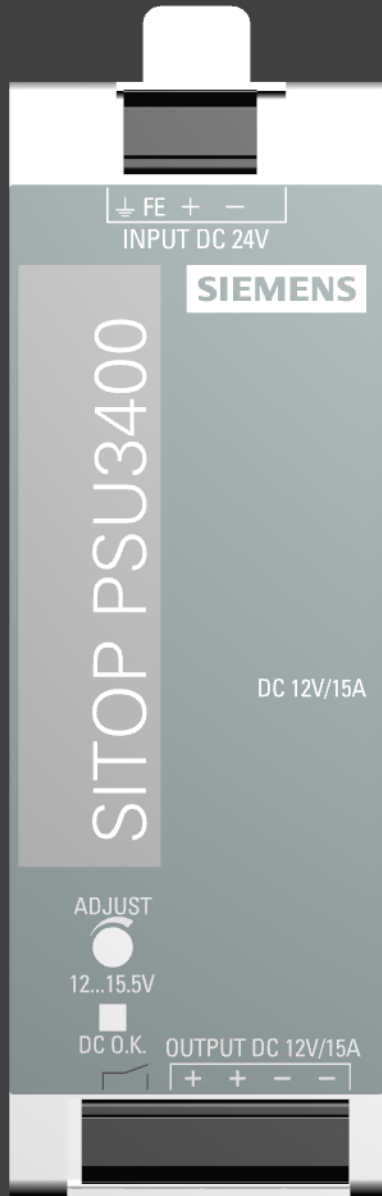 FE + −
INPUT DC 24V
SIEMENS
SITOP PSU3400
DC 12V/15A
ADJUST
12...15.5V
DC O.K.
OUTPUT DC 12V/15A
+ + − −